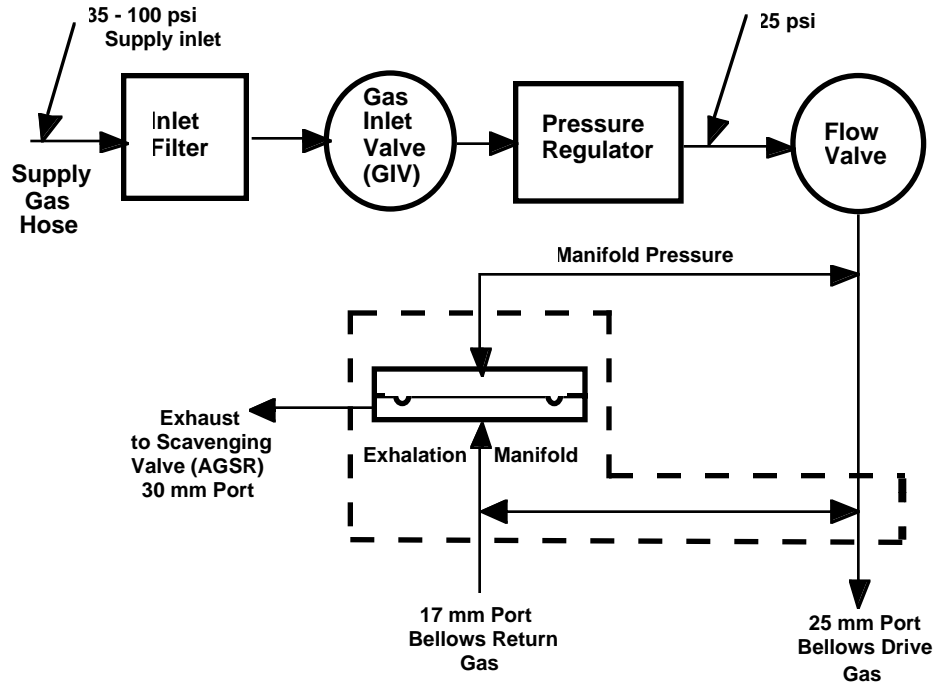 35 - 100 psi
Supply inlet
25 psi
Inlet
Filter
Gas
Inlet
Valve
(GIV)
Pressure
Regulator
Flow
Valve
Supply
Gas
Hose
Manifold Pressure
Exhaust
to Scavenging
Valve (AGSR)
30 mm Port
Exhalation Manifold
17 mm Port
Bellows Return
Gas
25 mm Port
Bellows Drive
Gas